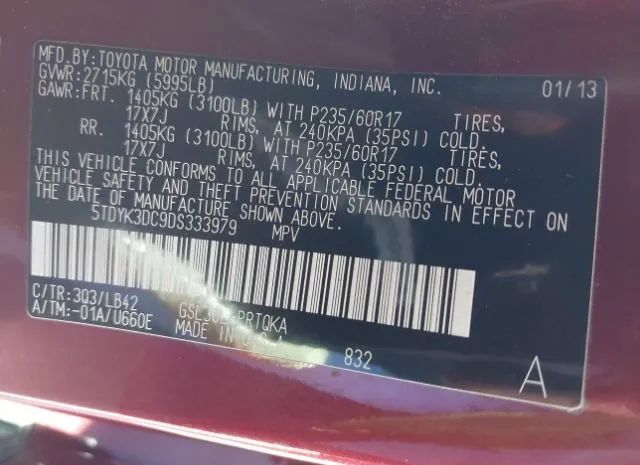 MFD.BY:TOYOTA MOTOR MANUFACTURING, INDIANA, INC. 01/13
GVWR:2715KG (5995LB)
GAWR:FRT. 1405KG (3100LB) WITH P235/60R17 TIRES,
17X7J RIMS, AT 240KPA (35PSI) COLD.
RR. 1405KG (3100LB) WITH P235/60R17 TIRES,
17X7J RIMS, AT 240KPA (35PSI) COLD.
THIS VEHICLE CONFORMS TO ALL APPLICABLE FEDERAL MOTOR
VEHICLE SAFETY AND THEFT PREVENTION STANDARDS IN EFFECT ON
THE DATE OF MANUFACTURE SHOWN ABOVE.
5TDYK3DC9DS333979 MPV
C/TR:3Q3/LB42 GSL30L-PRTQKA
A/TM:-01A/U660E MADE IN U.S.A. 832
A